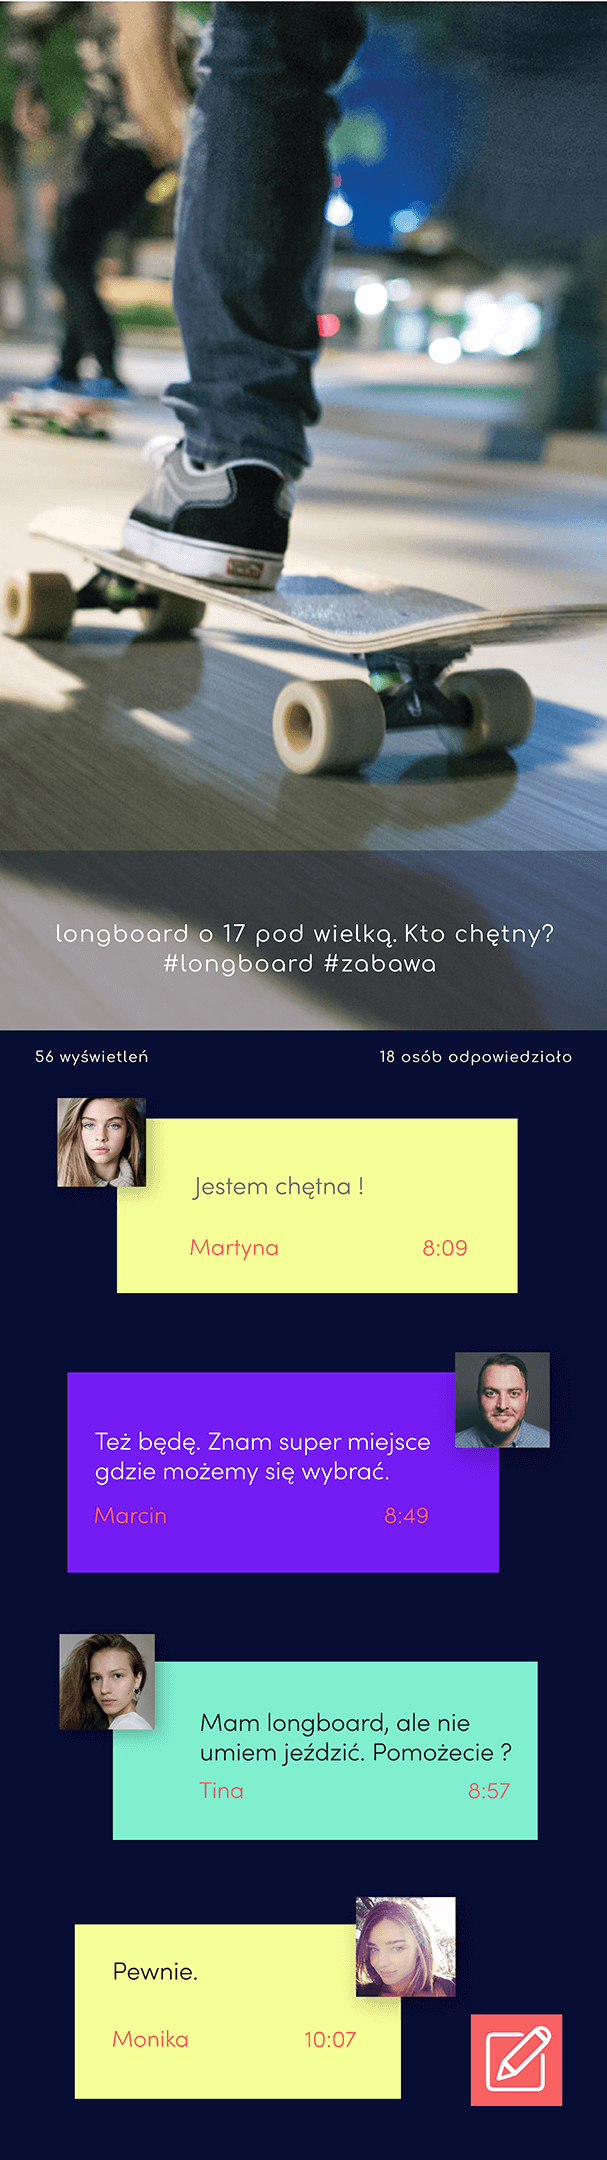 longboard o 17 pod wielką. Kto chętny?
#longboard #zabawa
56 wyświetleń
18 osób odpowiedziało
Jestem chętna !
Martyna
8:09
Też będę. Znam super miejsce
gdzie możemy się wybrać.
Marcin
8:49
Mam longboard, ale nie
umiem jeździć. Pomożecie ?
Tina
8:57
Pewnie.
Monika
10:07